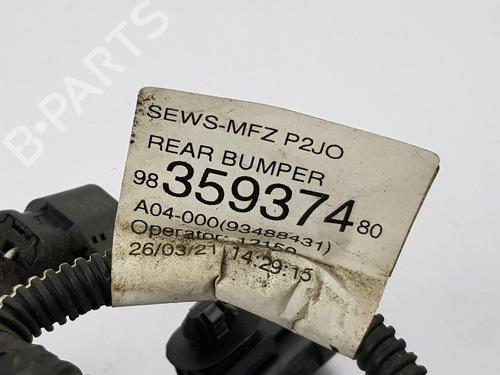 B-PARTS
SEWS-MFZ P2JO
REAR BUMPER
98 359374 80
A04-000(93488431)
Operator: 12159
26/03/21 14:29:15